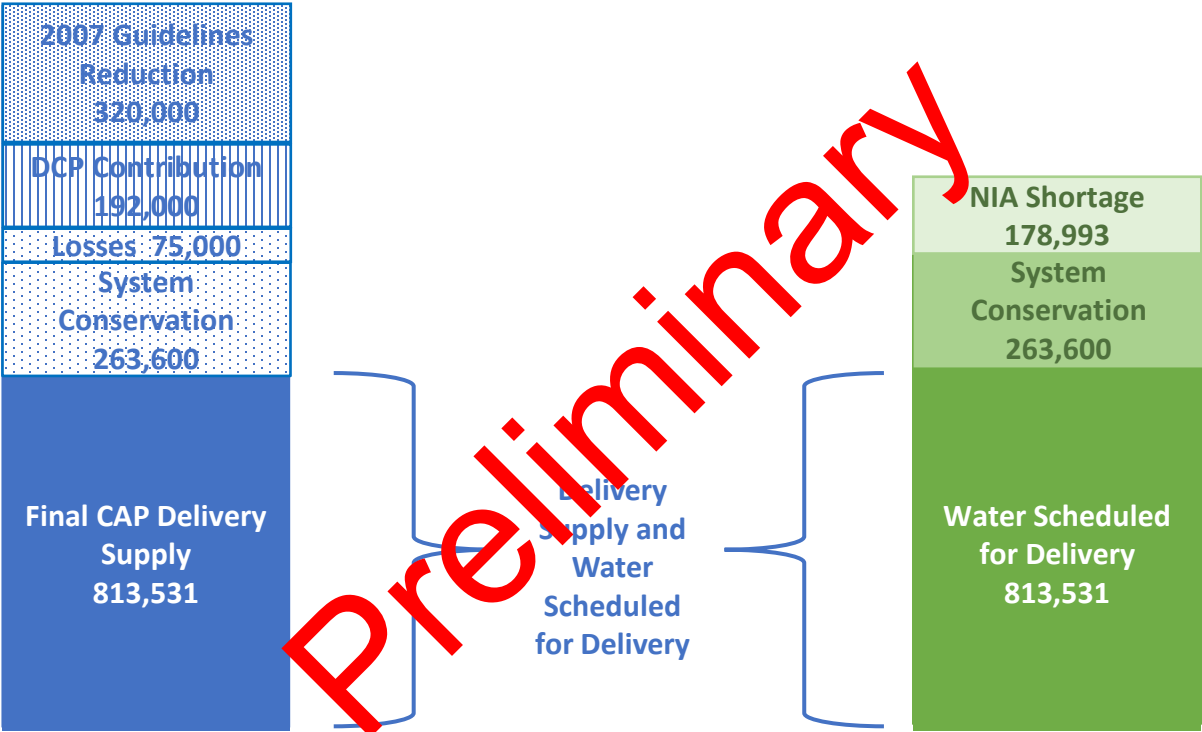 2007 Guidelines
Reduction
320,000
DCP Contribution
192,000
Losses 75,000
System
Conservation
263,600
Final CAP Delivery
Supply
813,531
Delivery
Supply and
Water
Scheduled
for Delivery
Preliminary
NIA Shortage
178,993
System
Conservation
263,600
Water Scheduled
for Delivery
813,531